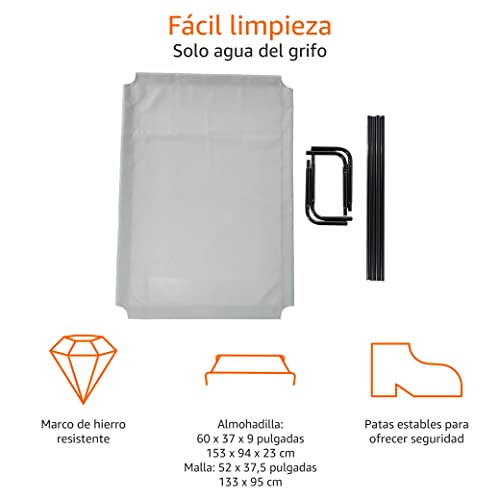 Fácil limpieza
Solo agua del grifo
Marco de hierro
resistente
Almohadilla:
60 x 37 x 9 pulgadas
153 x 94 x 23 cm
Malla: 52 x 37,5 pulgadas
133 x 95 cm
Patas estables para
ofrecer seguridad